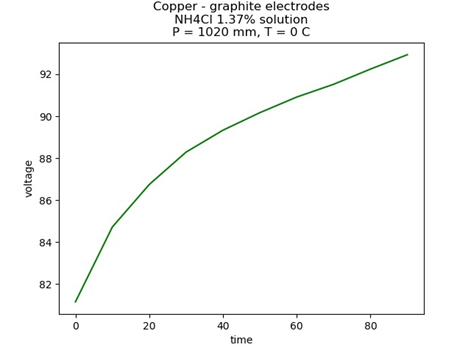 Copper - graphite electrodes
NH4Cl 1.37% solution
P = 1020 mm, T = 0 C
voltage
92
90
88
86
84
82
0 20 40 60 80
time